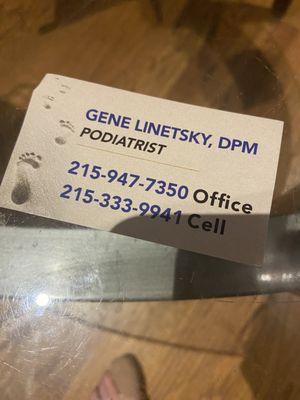 GENE LINETSKY, DPM
PODIATRIST
215-947-7350 Office
215-333-9941 Cell